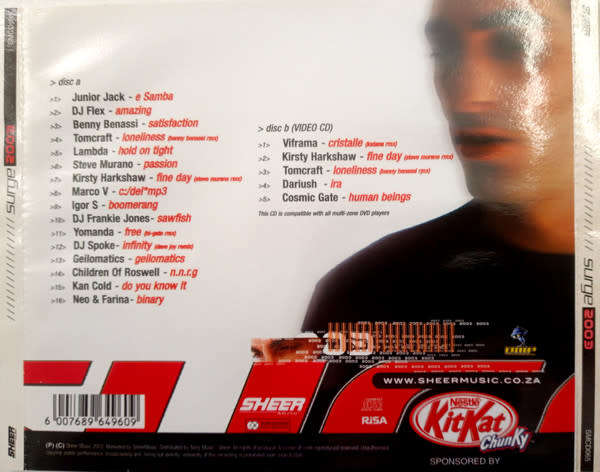 > disc a
>1> Junior Jack - e Samba
>2> DJ Flex - amazing
>3> Benny Benassi - satisfaction
>4> Tomcraft - loneliness (benny benassi rmx)
>5> Lambda - hold on tight
>6> Steve Murano - passion
>7> Kirsty Harkshaw - fine day (steve murano rmx)
>8> Marco V - c:/del*mp3
>9> Igor S - boomerang
>10> DJ Frankie Jones- sawfish
>11> Yomanda - free (hi-gate rmx)
>12> DJ Spoke- infinity (dave joy remix)
>13> Geilomatics - geilomatics
>14> Children Of Roswell - n.n.r.g
>15> Kan Cold - do you know it
>16> Neo & Farina- binary
> disc b (VIDEO CD)
>1> Viframa - cristalle
>2> Kirsty Harkshaw - fine day (steve murano rmx)
>3> Tomcraft - loneliness (benny benassi rmx)
>4> Dariush - ira
>5> Cosmic Gate - human beings
This CD is compatible with all multi-zone DVD players
surge 2003
surge 2003
WWW.SHEERMUSIC.CO.ZA
6 007689 649609
SHEER
RiSA
Nestlé
KitKat
Chunky
SPONSORED BY
SHEER